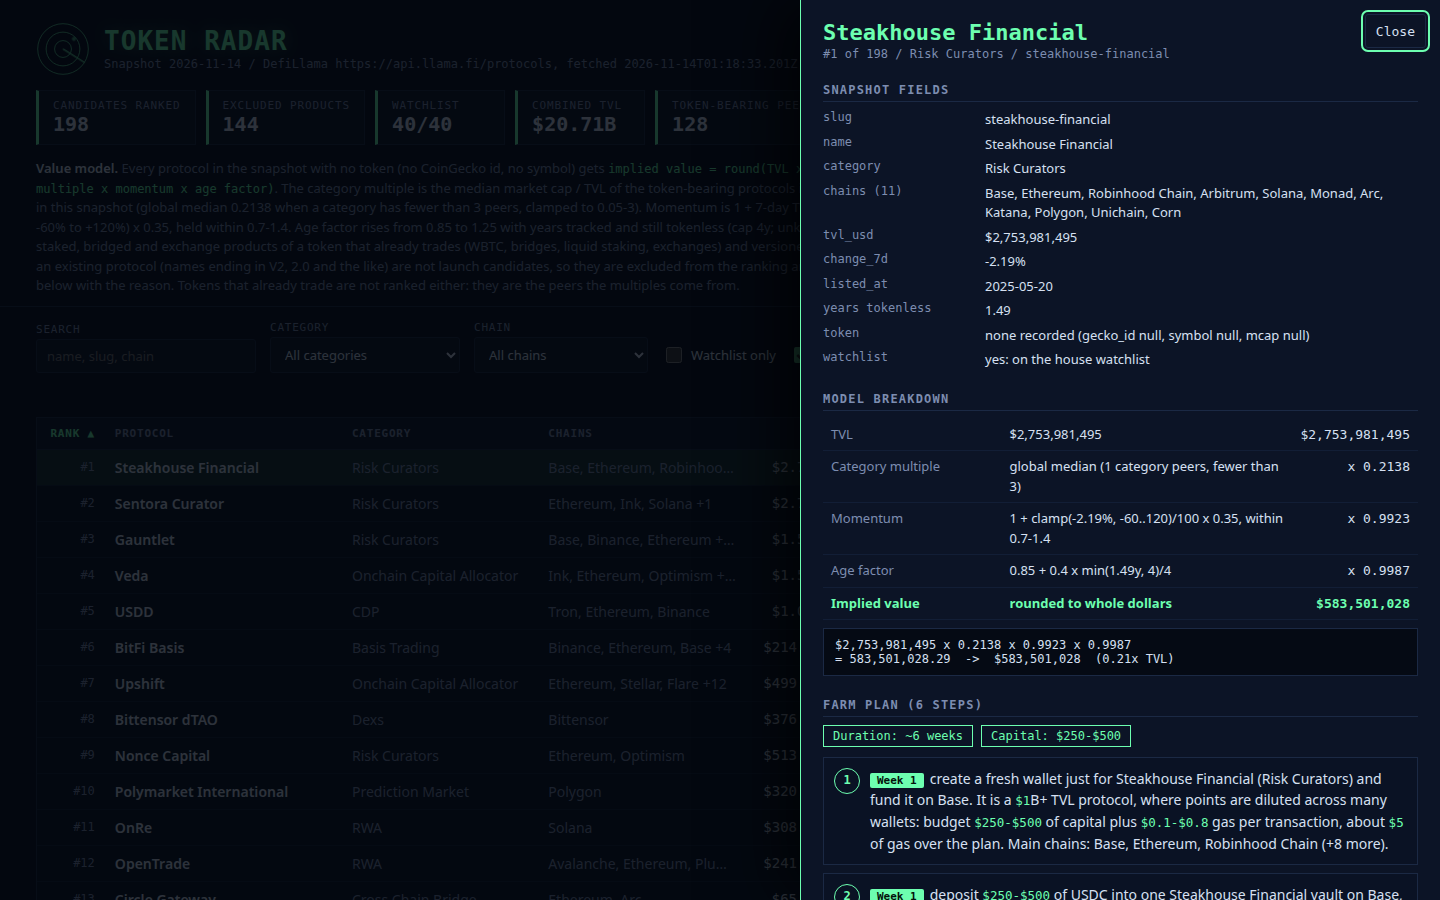 TOKEN RADAR
Snapshot 2026-11-14 / DefiLlama https://api.llama.fi/protocols, fetched 2026-11-14T01:18:33.201Z
CANDIDATES RANKED
198
EXCLUDED PRODUCTS
144
WATCHLIST
40/40
COMBINED TVL
$20.71B
TOKEN-BEARING PEE
128
Value model. Every protocol in the snapshot with no token (no CoinGecko id, no symbol) gets implied value = round(TVL x
multiple x momentum x age factor). The category multiple is the median market cap / TVL of the token-bearing protocols
in this snapshot (global median 0.2138 when a category has fewer than 3 peers, clamped to 0.05-3). Momentum is 1 + 7-day T
-60% to +120%) x 0.35, held within 0.7-1.4. Age factor rises from 0.85 to 1.25 with years tracked and still tokenless (cap 4y; unk
staked, bridged and exchange products of a token that already trades (WBTC, bridges, liquid staking, exchanges) and version
an existing protocol (names ending in V2, 2.0 and the like) are not launch candidates, so they are excluded from the ranking a
below with the reason. Tokens that already trade are not ranked either: they are the peers the multiples come from.
SEARCH
name, slug, chain
CATEGORY
All categories
CHAIN
All chains
Watchlist only
RANK ▲ PROTOCOL CATEGORY CHAINS
#1 Steakhouse Financial Risk Curators Base, Ethereum, Robinhoo... $2.
#2 Sentora Curator Risk Curators Ethereum, Ink, Solana +1 $2.
#3 Gauntlet Risk Curators Base, Binance, Ethereum +... $1.
#4 Veda Onchain Capital Allocator Ink, Ethereum, Optimism +... $1.
#5 USDD CDP Tron, Ethereum, Binance $1.
#6 BitFi Basis Basis Trading Binance, Ethereum, Base +4 $214
#7 Upshift Onchain Capital Allocator Ethereum, Stellar, Flare +12 $499
#8 Bittensor dTAO Dexs Bittensor $376
#9 Nonce Capital Risk Curators Ethereum, Optimism $513
#10 Polymarket International Prediction Market Polygon $320
#11 OnRe RWA Solana $308
#12 OpenTrade RWA Avalanche, Ethereum, Plu... $241
#13 Circle Gateway Cross Chain Bridge Ethereum, Arc $65
Steakhouse Financial
#1 of 198 / Risk Curators / steakhouse-financial
Close
SNAPSHOT FIELDS
slug steakhouse-financial
name Steakhouse Financial
category Risk Curators
chains (11) Base, Ethereum, Robinhood Chain, Arbitrum, Solana, Monad, Arc,
Katana, Polygon, Unichain, Corn
tvl_usd $2,753,981,495
change_7d -2.19%
listed_at 2025-05-20
years tokenless 1.49
token none recorded (gecko_id null, symbol null, mcap null)
watchlist yes: on the house watchlist
MODEL BREAKDOWN
TVL $2,753,981,495 $2,753,981,495
Category multiple global median (1 category peers, fewer than x 0.2138
3)
Momentum 1 + clamp(-2.19%, -60..120)/100 x 0.35, within x 0.9923
0.7-1.4
Age factor 0.85 + 0.4 x min(1.49y, 4)/4 x 0.9987
Implied value rounded to whole dollars $583,501,028
$2,753,981,495 x 0.2138 x 0.9923 x 0.9987
= 583,501,028.29 -> $583,501,028 (0.21x TVL)
FARM PLAN (6 STEPS)
Duration: ~6 weeks Capital: $250-$500
1 Week 1 create a fresh wallet just for Steakhouse Financial (Risk Curators) and
fund it on Base. It is a $1B+ TVL protocol, where points are diluted across many
wallets: budget $250-$500 of capital plus $0.1-$0.8 gas per transaction, about $5
of gas over the plan. Main chains: Base, Ethereum, Robinhood Chain (+8 more).
2 Week 1 deposit $250-$500 of USDC into one Steakhouse Financial vault on Base.